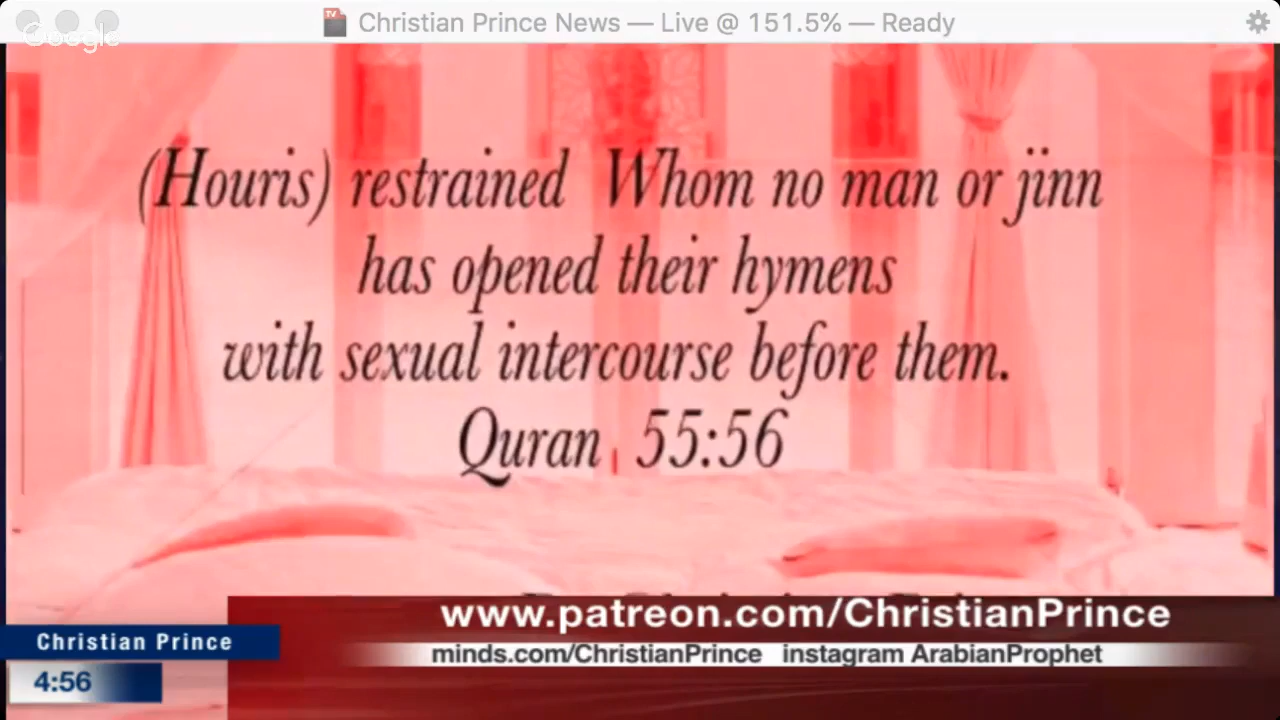 TV Christian Prince News — Live @ 151.5% — Ready
Google
(Houris) restrained Whom no man or jinn
has opened their hymens
with sexual intercourse before them.
Quran 55:56
www.patreon.com/ChristianPrince
Christian Prince
minds.com/ChristianPrince instagram ArabianProphet
4:56